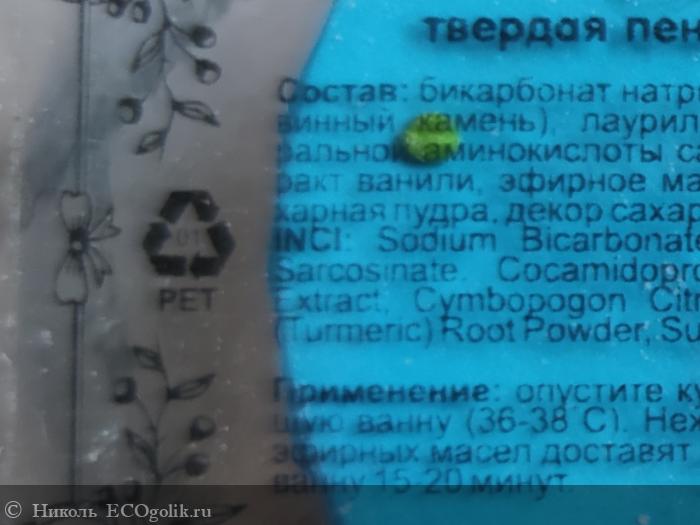 твердая пен
Состав: бикарбонат натр
винный камень), лаурил
ральной аминокислоты са
ракт ванили, эфирное ма
харная пудра, декор сахар
INCI: Sodium Bicarbonate
Sarcosinate, Cocamidopro
Extract, Cymbopogon Citr
(Turmeric) Root Powder, Su
01
PET
Применение: опустите ку
щую ванну (36-38°C). Неж
эфирных масел доставят
ванну 15-20 минут.
© Николь ECOgolik.ru